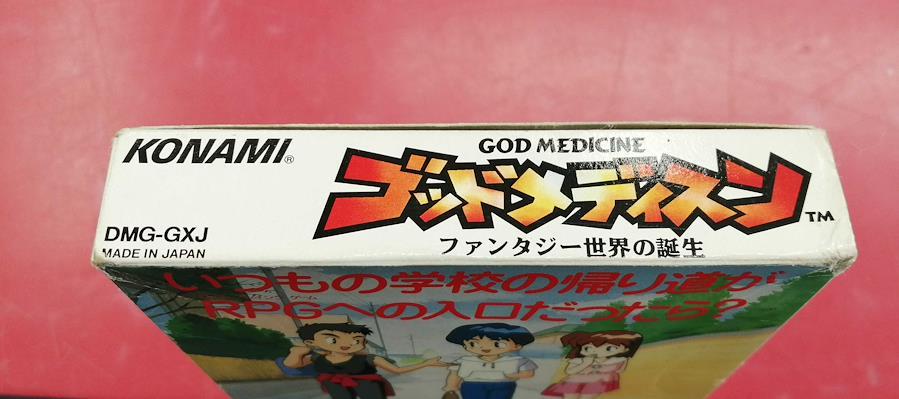 KONAMI®
GOD MEDICINE
ゴッドメディスン™
ファンタジー世界の誕生
DMG-GXJ
MADE IN JAPAN
いつもの学校の帰り道が
RPGへの入口だったら?